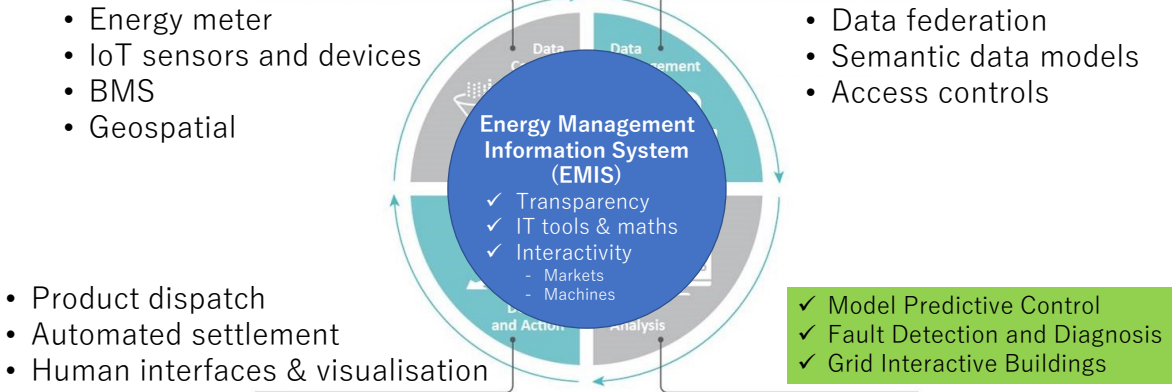 • Energy meter
• IoT sensors and devices
• BMS
• Geospatial
• Data federation
• Semantic data models
• Access controls
Data
Data
Energy Management
Information System
(EMIS)
✓ Transparency
✓ IT tools & maths
✓ Interactivity
- Markets
- Machines
and Action
Analysis
• Product dispatch
• Automated settlement
• Human interfaces & visualisation
✓ Model Predictive Control
✓ Fault Detection and Diagnosis
✓ Grid Interactive Buildings